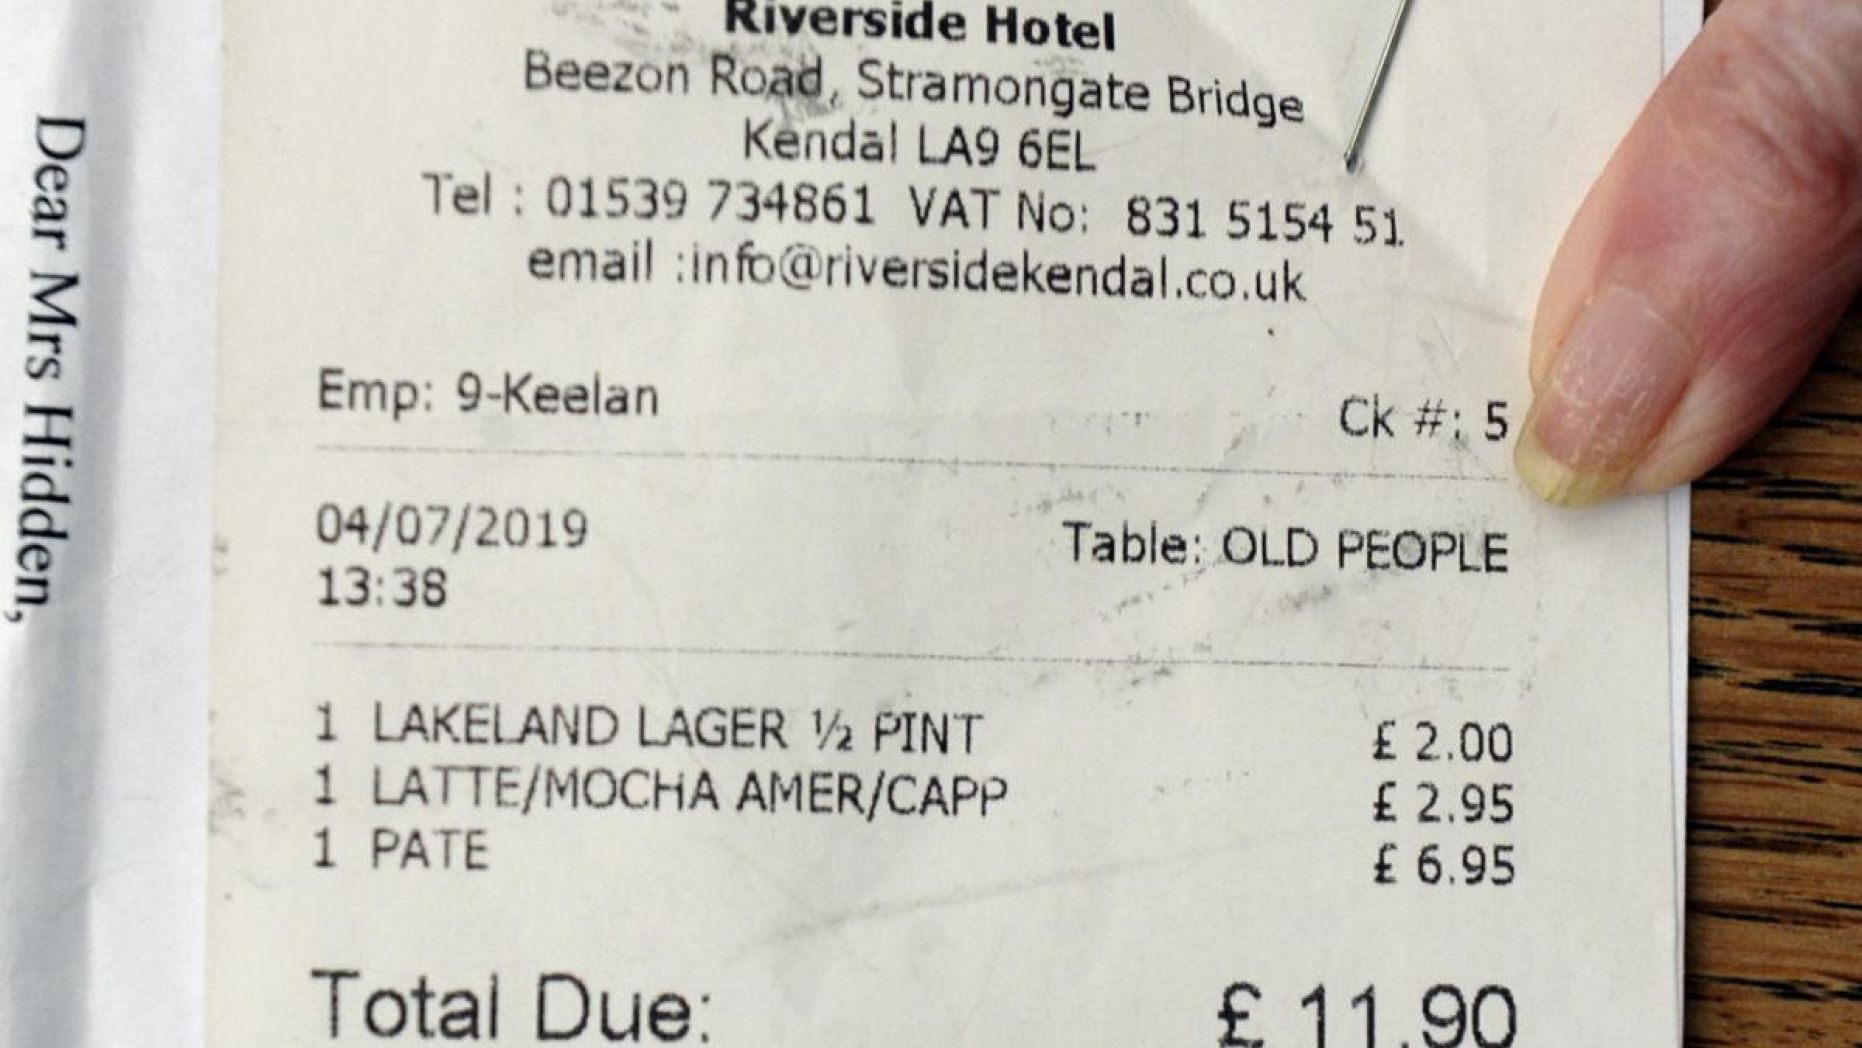 Riverside Hotel
Beezon Road, Stramongate Bridge
Kendal LA9 6EL
Tel : 01539 734861 VAT No: 831 5154 51
email :info@riversidekendal.co.uk
Emp: 9-Keelan Ck #: 5
04/07/2019 Table: OLD PEOPLE
13:38
1 LAKELAND LAGER ½ PINT £ 2.00
1 LATTE/MOCHA AMER/CAPP £ 2.95
1 PATE £ 6.95
Total Due: £ 11.90
Dear Mrs Hidden,